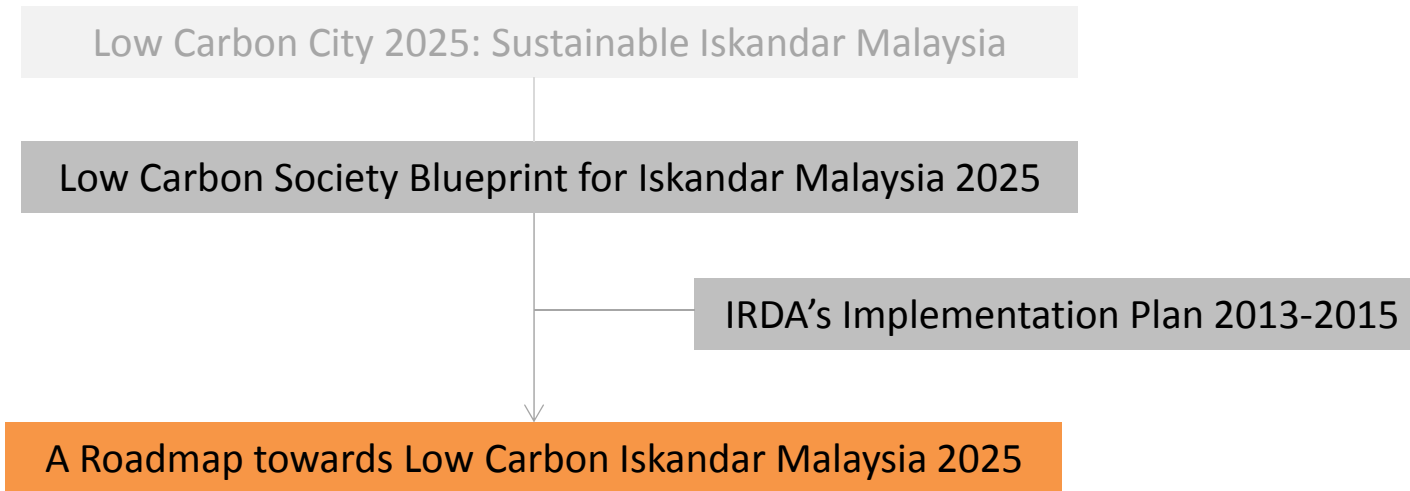 Low Carbon City 2025: Sustainable Iskandar Malaysia
Low Carbon Society Blueprint for Iskandar Malaysia 2025
IRDA's Implementation Plan 2013-2015
A Roadmap towards Low Carbon Iskandar Malaysia 2025